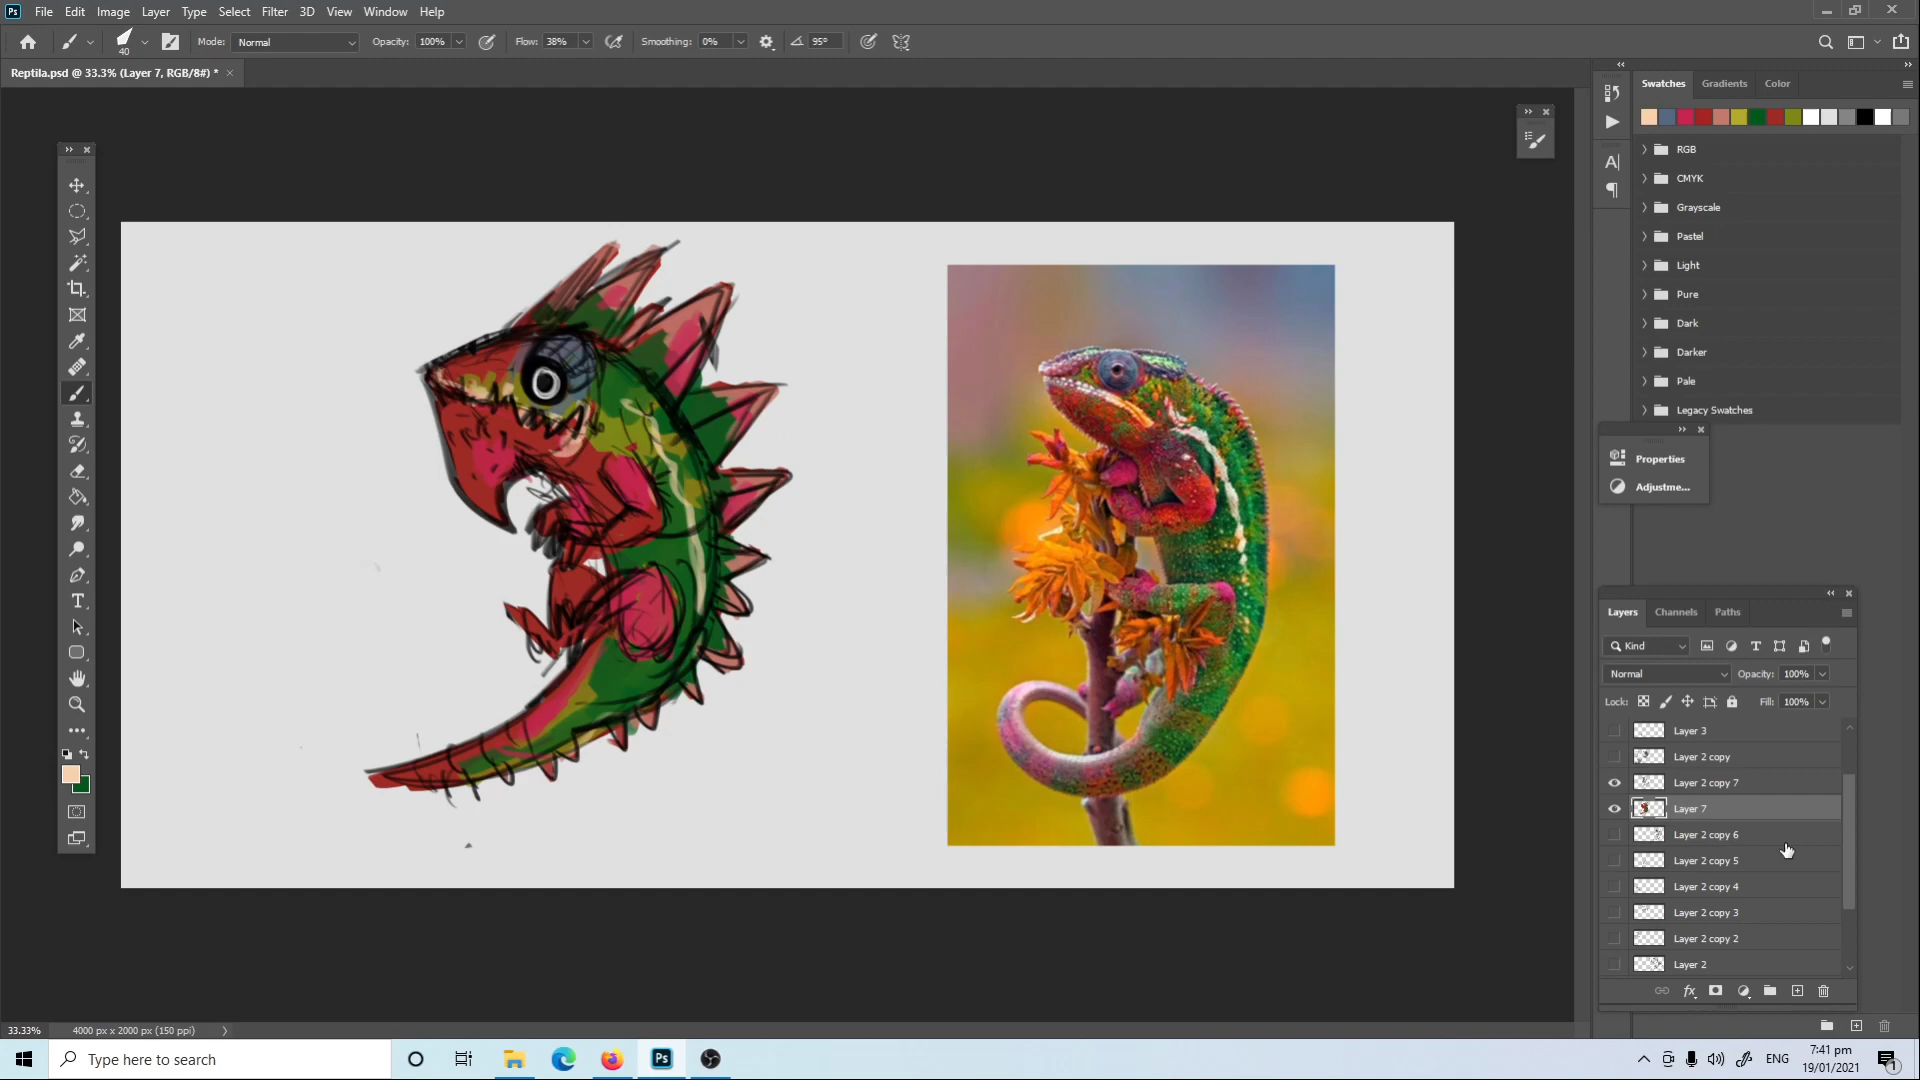 Ps File Edit Image Layer Type Select Filter 3D View Window Help
40 Mode: Normal Opacity: 100% Flow: 38% Smoothing: 0% 95°
Reptila.psd @ 33.3% (Layer 7, RGB/8#) * ×
Swatches Gradients Color
RGB
CMYK
Grayscale
Pastel
Light
Pure
Dark
Darker
Pale
Legacy Swatches
Properties
Adjustme...
Layers Channels Paths
Kind
Normal Opacity: 100%
Lock: Fill: 100%
Layer 3
Layer 2 copy
Layer 2 copy 7
Layer 7
Layer 2 copy 6
Layer 2 copy 5
Layer 2 copy 4
Layer 2 copy 3
Layer 2 copy 2
Layer 2
fx
33.33% 4000 px x 2000 px (150 ppi)
Type here to search
Ps
ENG
7:41 pm
19/01/2021
1